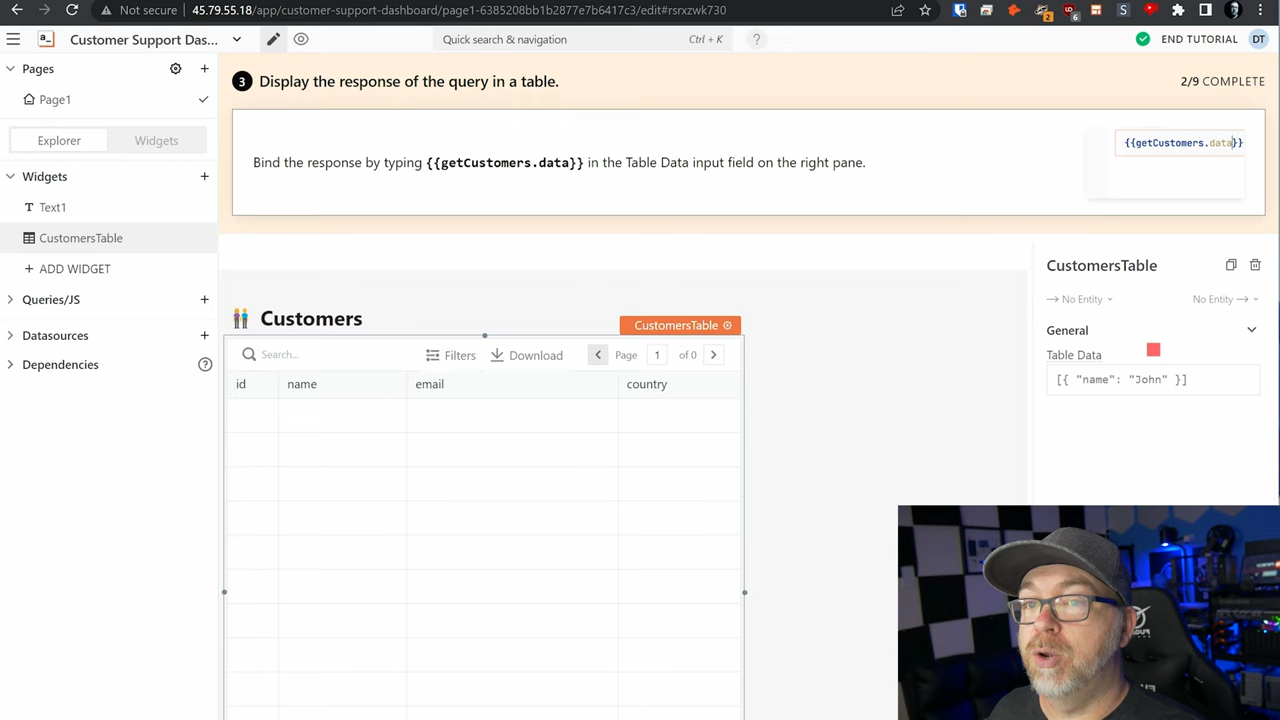 Not secure 45.79.55.18/app/customer-support-dashboard/page1-6385208bb1b2877e7b6417c3/edit#rsrxzwk730
2
6
S
a_ Customer Support Das... Quick search & navigation Ctrl + K ? END TUTORIAL DT
Pages
Page1
Explorer Widgets
Widgets
Text1
CustomersTable
ADD WIDGET
Queries/JS
Datasources
Dependencies ?
3 Display the response of the query in a table. 2/9 COMPLETE
Bind the response by typing {{getCustomers.data}} in the Table Data input field on the right pane.
{{getCustomers.data}}
Customers
CustomersTable
Search... Filters Download Page 1 of 0
id name email country
CustomersTable
No Entity No Entity
General
Table Data
[{ "name": "John" }]